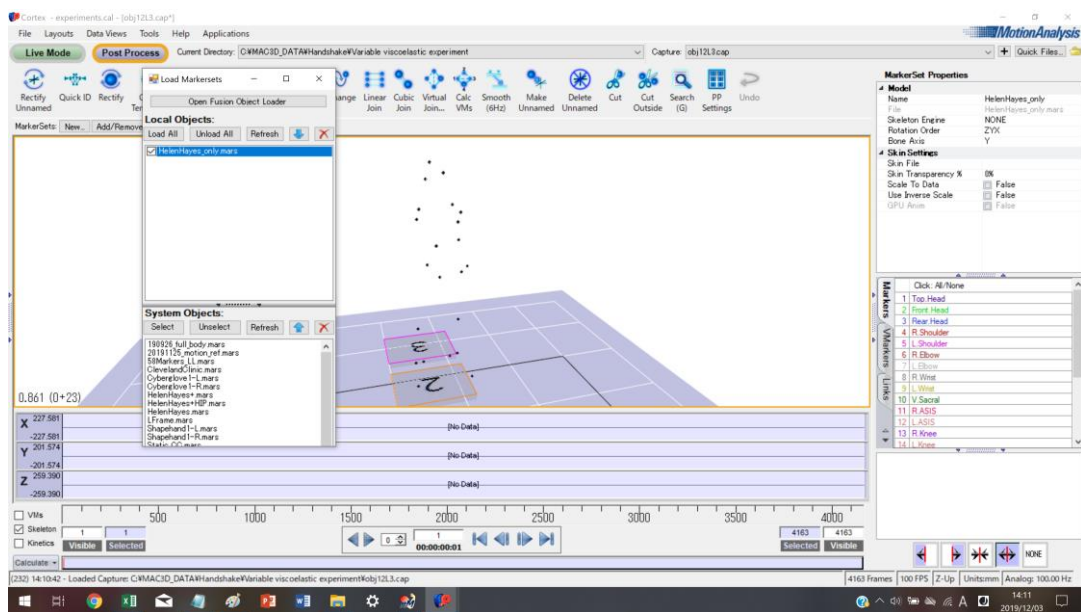 Cortex - experiments.cal - [obj12L3.cap*]
File Layouts Data Views Tools Help Applications
MotionAnalysis
Live Mode Post Process Current Directory: C:¥MAC3D_DATA¥Handshake¥Variable viscoelastic experiment Capture: obj12L3.cap + Quick Files...
Rectify Unnamed Quick ID Rectify Linear Join Cubic Join Virtual Join... Calc VMs Smooth (6Hz) Make Unnamed Delete Unnamed Cut Cut Outside Search (G) PP Settings Undo
MarkerSets: New... Add/Remove
Load Markersets
Open Fusion Object Loader
Local Objects:
Load All Unload All Refresh
HelenHayes_only.mars
System Objects:
Select Unselect Refresh
190926_full_body.mars
20191125_motion_ref.mars
58Markers_LL.mars
ClevelandClinic.mars
Cyberglove1-L.mars
Cyberglove1-R.mars
HelenHayes+.mars
HelenHayes+HIP.mars
HelenHayes.mars
LFrame.mars
Shapehand1-L.mars
Shapehand1-R.mars
3
2
0.861 (0+23)
MarkerSet Properties
Model
Name HelenHayes_only
File HelenHayes_only.mars
Skeleton Engine NONE
Rotation Order ZYX
Bone Axis Y
Skin Settings
Skin File
Skin Transparency % 0%
Scale To Data False
Use Inverse Scale False
GPU Anim False
Markers
VMarkers
Links
Click: All/None
1 Top.Head
2 Front.Head
3 Rear.Head
4 R.Shoulder
5 L.Shoulder
6 R.Elbow
7 L.Elbow
8 R.Wrist
9 L.Wrist
10 V.Sacral
11 R.ASIS
12 L.ASIS
13 R.Knee
14 L.Knee
X 227.581
-227.581
[No Data]
Y 201.574
-201.574
[No Data]
Z 259.390
-259.390
[No Data]
VMs
Skeleton
Kinetics
500 1000 1500 2000 2500 3000 3500 4000
1 1
Visible Selected
0 1
00:00:00:01
4163 4163
Selected Visible
NONE
Calculate
(232) 14:10:42 - Loaded Capture: C:¥MAC3D_DATA¥Handshake¥Variable viscoelastic experiment¥obj12L3.cap
4163 Frames 100 FPS Z-Up Units:mm Analog: 100.00 Hz
A 14:11
2019/12/03